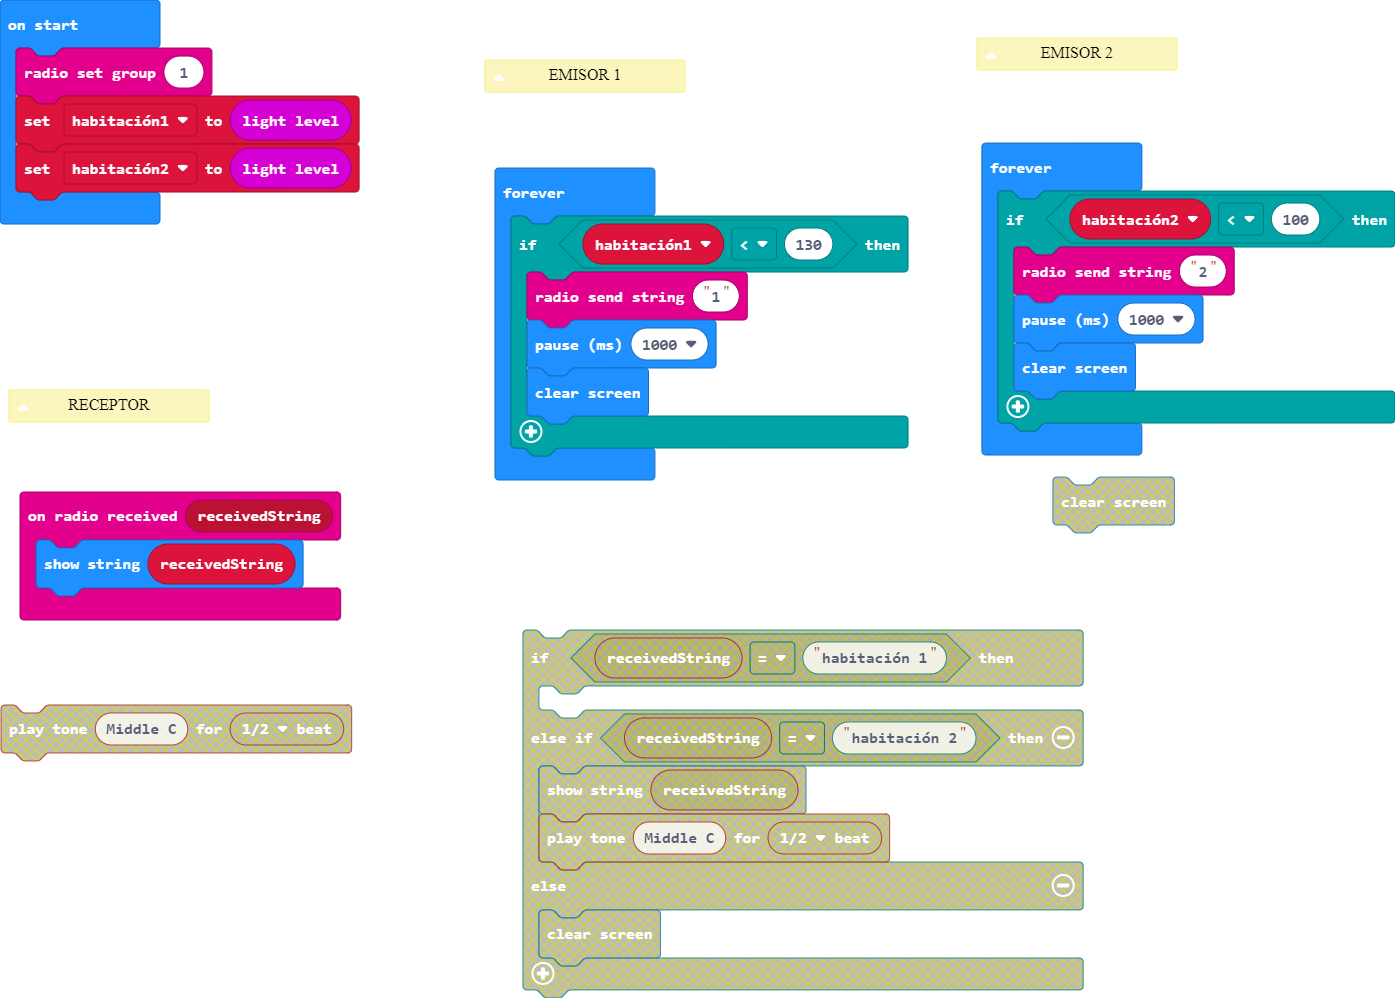 on start
radio set group 1
set habitación1 to light level
set habitación2 to light level
EMISOR 1
forever
if habitación1 < 130 then
radio send string "1"
pause (ms) 1000
clear screen
EMISOR 2
forever
if habitación2 < 100 then
radio send string "2"
pause (ms) 1000
clear screen
clear screen
RECEPTOR
on radio received receivedString
show string receivedString
play tone Middle C for 1/2 beat
if receivedString = "habitación 1" then
else if receivedString = "habitación 2" then
show string receivedString
play tone Middle C for 1/2 beat
else
clear screen